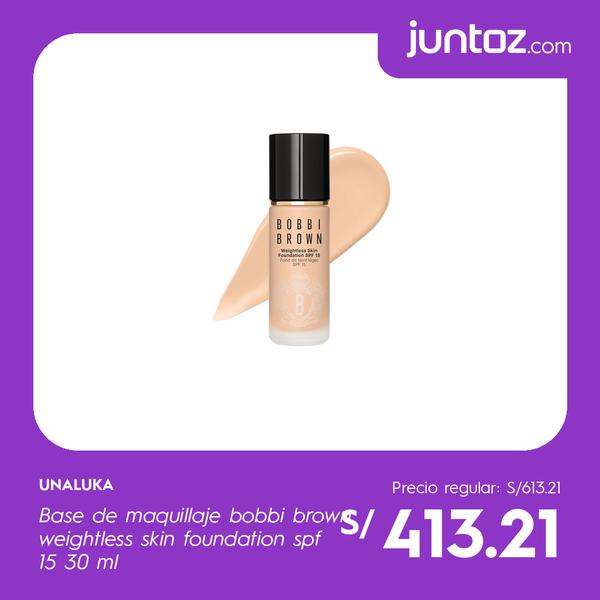 juntoz.com
BOBBI
BROWN
Weightless Skin
Foundation SPF 15
Fond de teint léger
SPF 15
B
UNALUKA
Precio regular: S/613.21
Base de maquillaje bobbi brown
weightless skin foundation spf
15 30 ml
S/ 413.21